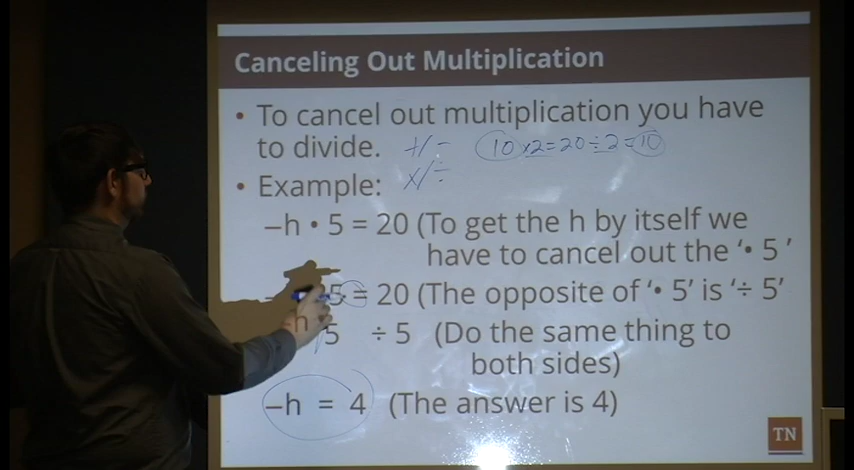 Canceling Out Multiplication
• To cancel out multiplication you have
to divide. +/− 10 x2=20÷2=10
• Example: x/÷
–h • 5 = 20 (To get the h by itself we
have to cancel out the '• 5 '
5 = 20 (The opposite of '• 5' is '÷ 5'
5 ÷ 5 (Do the same thing to
both sides)
–h = 4 (The answer is 4)
TN